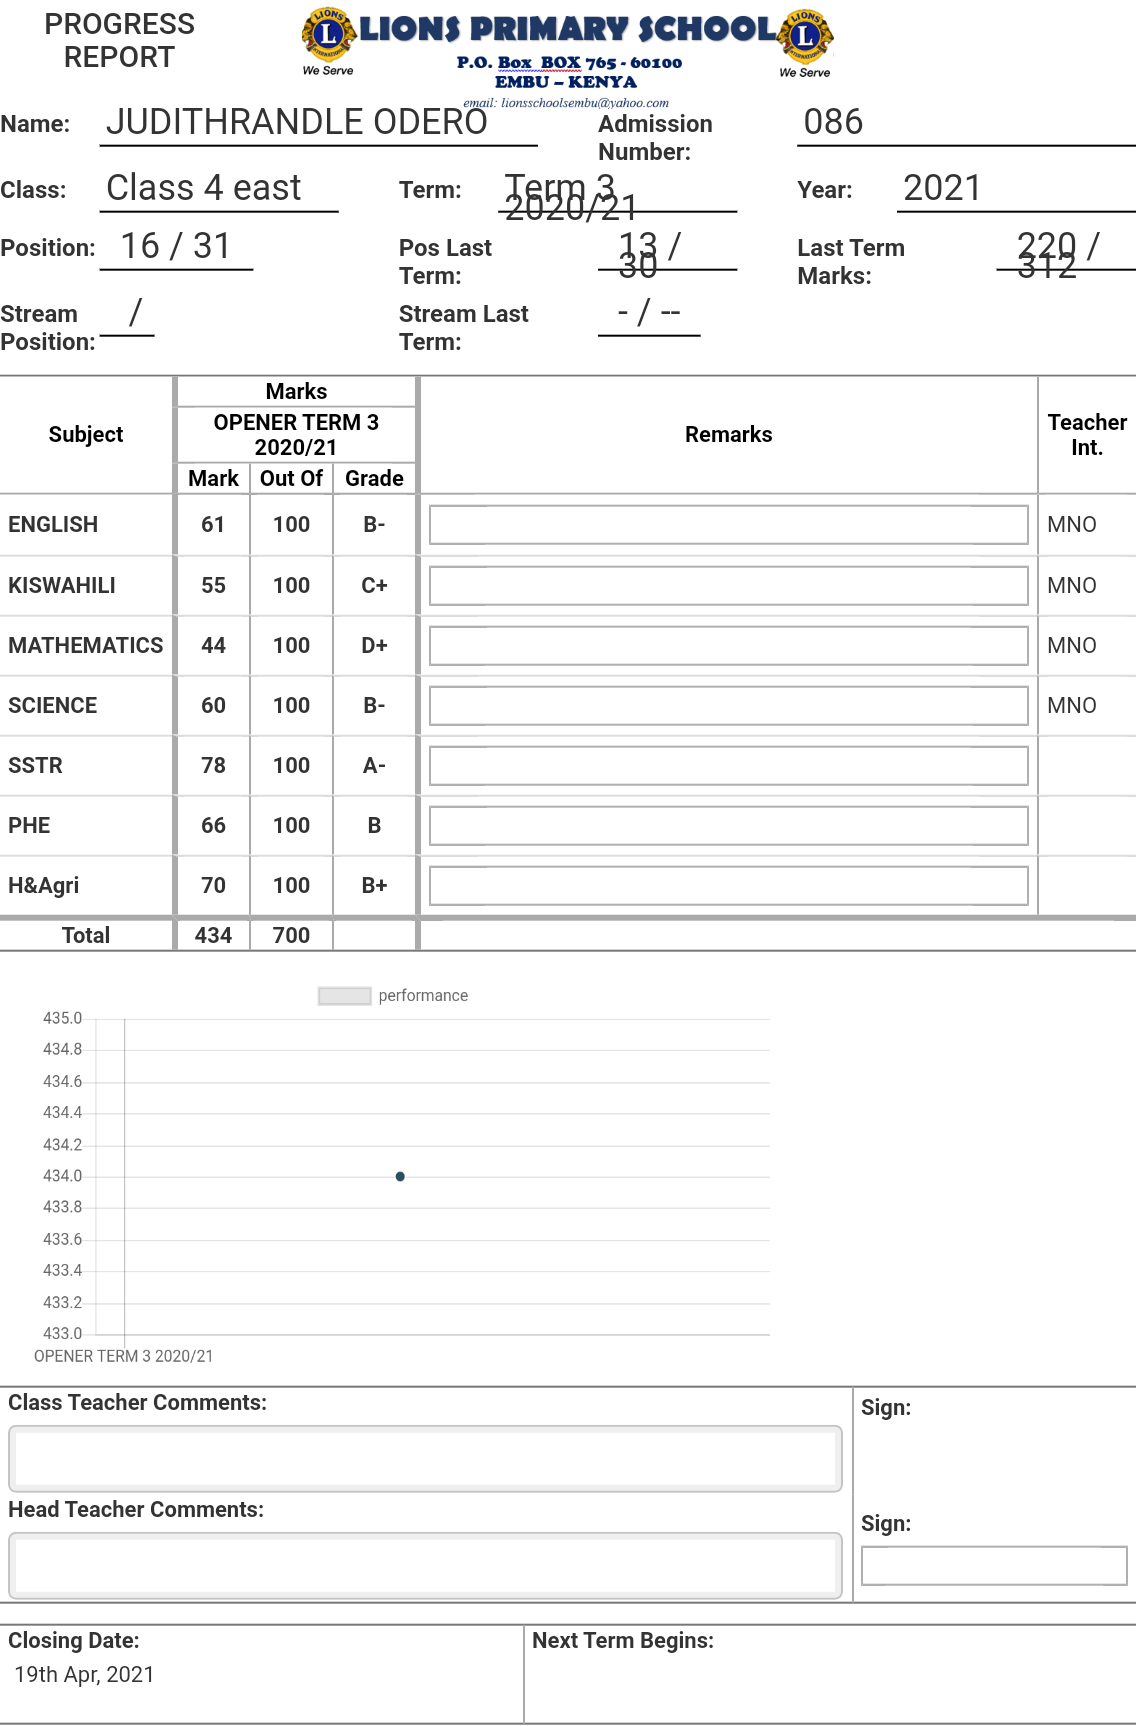 PROGRESS
REPORT
LIONS PRIMARY SCHOOL
L
INTERNATIONAL
We Serve
L
INTERNATIONAL
We Serve
P.O. Box BOX 765 - 60100
EMBU – KENYA
email: lionsschoolsembu@yahoo.com
Name: JUDITHRANDLE ODERO Admission Number: 086
Class: Class 4 east Term: Term 3 2020/21 Year: 2021
Position: 16 / 31 Pos Last Term: 13 / 30 Last Term Marks: 220 / 312
Stream Position: / Stream Last Term: - / --
Subject Marks Remarks Teacher Int.
OPENER TERM 3 2020/21
Mark Out Of Grade
ENGLISH 61 100 B- MNO
KISWAHILI 55 100 C+ MNO
MATHEMATICS 44 100 D+ MNO
SCIENCE 60 100 B- MNO
SSTR 78 100 A-
PHE 66 100 B
H&Agri 70 100 B+
Total 434 700
performance
435.0
434.8
434.6
434.4
434.2
434.0
433.8
433.6
433.4
433.2
433.0
OPENER TERM 3 2020/21
Class Teacher Comments: Sign:
Head Teacher Comments: Sign:
Closing Date: Next Term Begins:
19th Apr, 2021